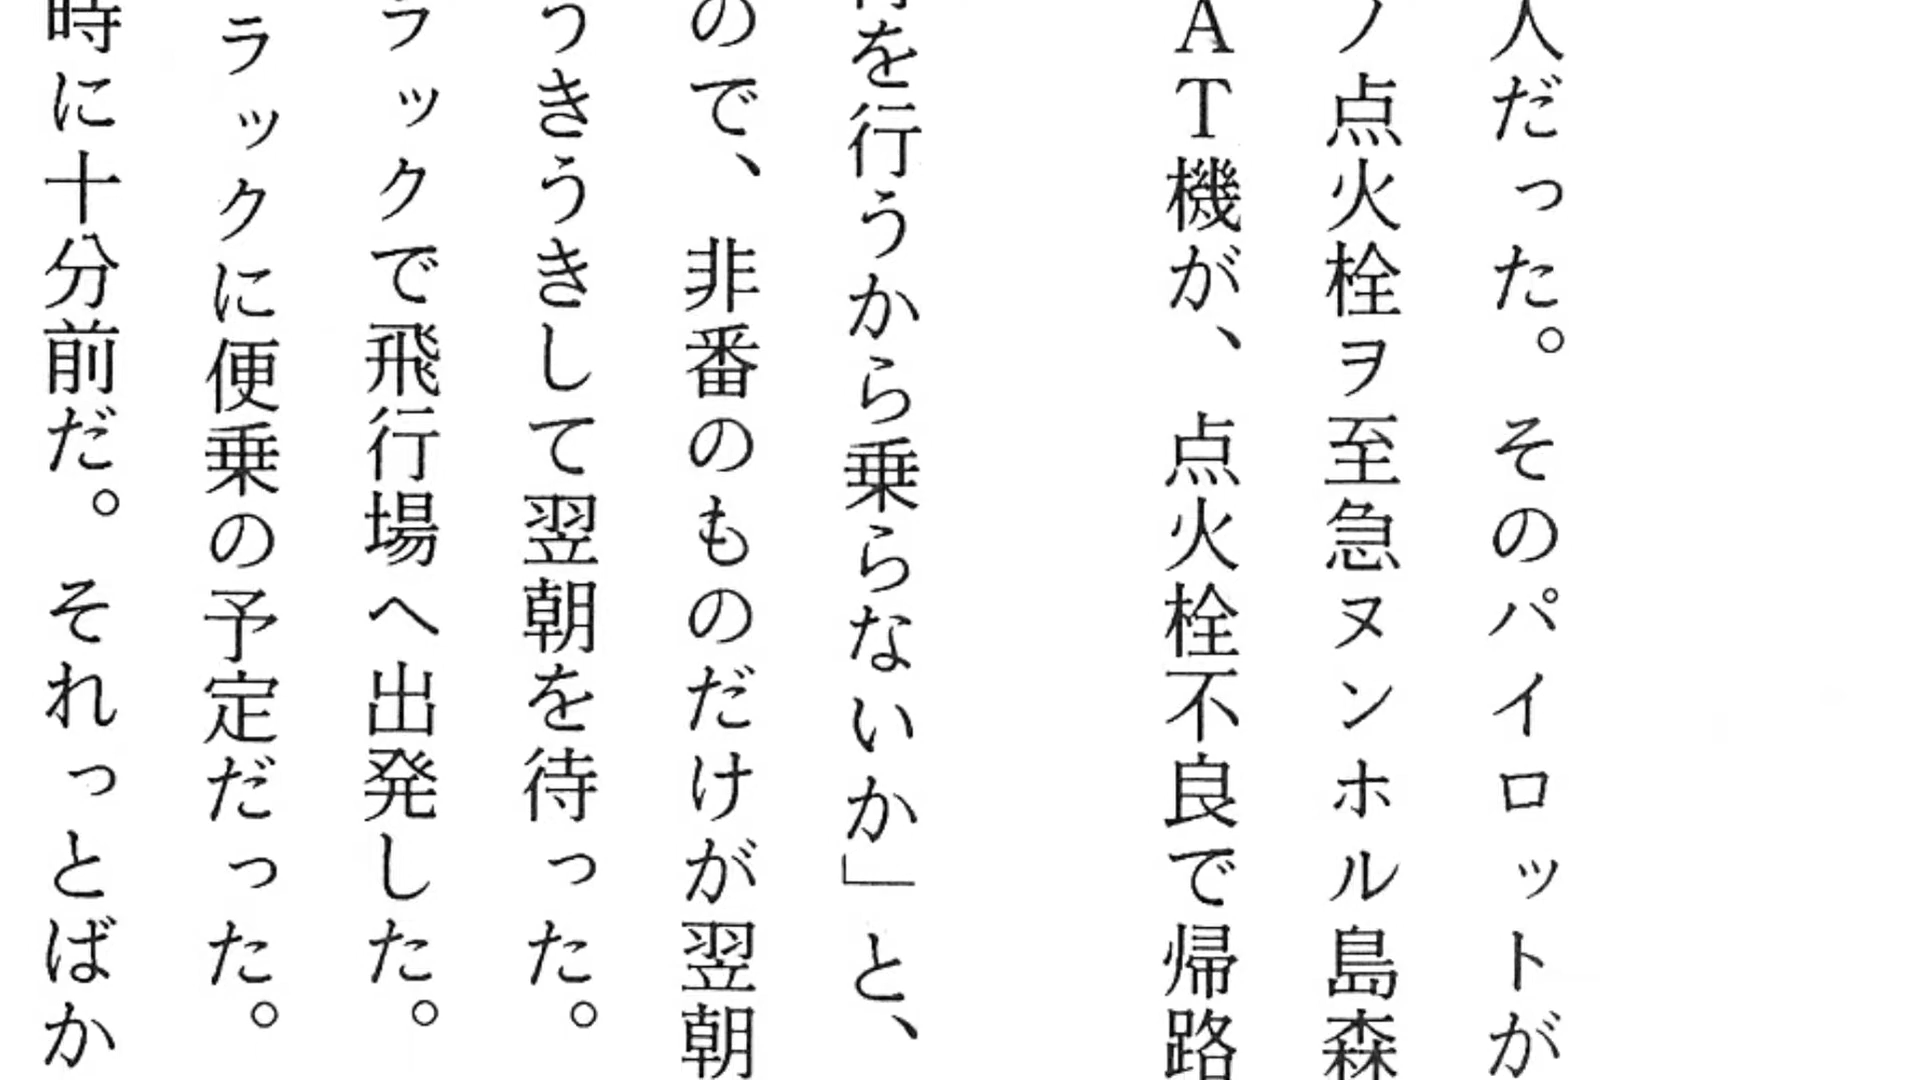 人だった。そのパイロットが
ノ点火栓ヲ至急ヌンホル島森
AT機が、点火栓不良で帰路
を行うから乗らないか」と、
ので、非番のものだけが翌朝
うきうきして翌朝を待った。
ラックで飛行場へ出発した。
ラックに便乗の予定だった。
時に十分前だ。それっとばか